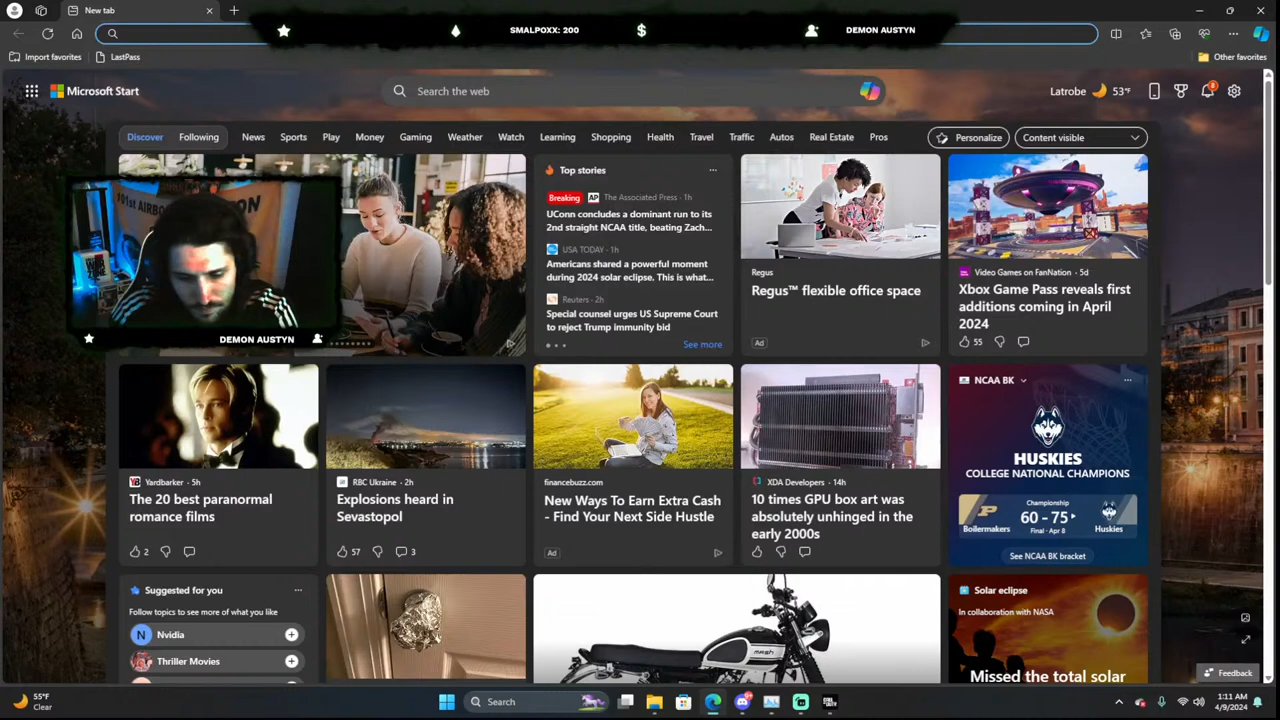 New tab
SMALPOXX: 200
DEMON AUSTYN
Import favorites
LastPass
Other favorites
Microsoft Start
Search the web
Latrobe
53°F
8
Discover
Following
News
Sports
Play
Money
Gaming
Weather
Watch
Learning
Shopping
Health
Travel
Traffic
Autos
Real Estate
Pros
Personalize
Content visible
101st AIRBORNE
DEMON AUSTYN
Top stories
Breaking
AP
The Associated Press · 1h
UConn concludes a dominant run to its
2nd straight NCAA title, beating Zach...
USA TODAY · 1h
Americans shared a powerful moment
during 2024 solar eclipse. This is what...
Reuters · 2h
Special counsel urges US Supreme Court
to reject Trump immunity bid
See more
Regus
Regus™ flexible office space
Ad
Video Games on FanNation · 5d
Xbox Game Pass reveals first
additions coming in April
2024
55
Yardbarker · 5h
The 20 best paranormal
romance films
2
RBC Ukraine · 2h
Explosions heard in
Sevastopol
57
3
financebuzz.com
New Ways To Earn Extra Cash
- Find Your Next Side Hustle
Ad
XDA Developers · 14h
10 times GPU box art was
absolutely unhinged in the
early 2000s
NCAA BK
HUSKIES
COLLEGE NATIONAL CHAMPIONS
Championship
60 - 75
Boilermakers
Final · Apr 8
Huskies
See NCAA BK bracket
Suggested for you
Follow topics to see more of what you like
N
Nvidia
Thriller Movies
MASH
Solar eclipse
In collaboration with NASA
Missed the total solar
Feedback
55°F
Clear
Search
1:11 AM
4/9/2024